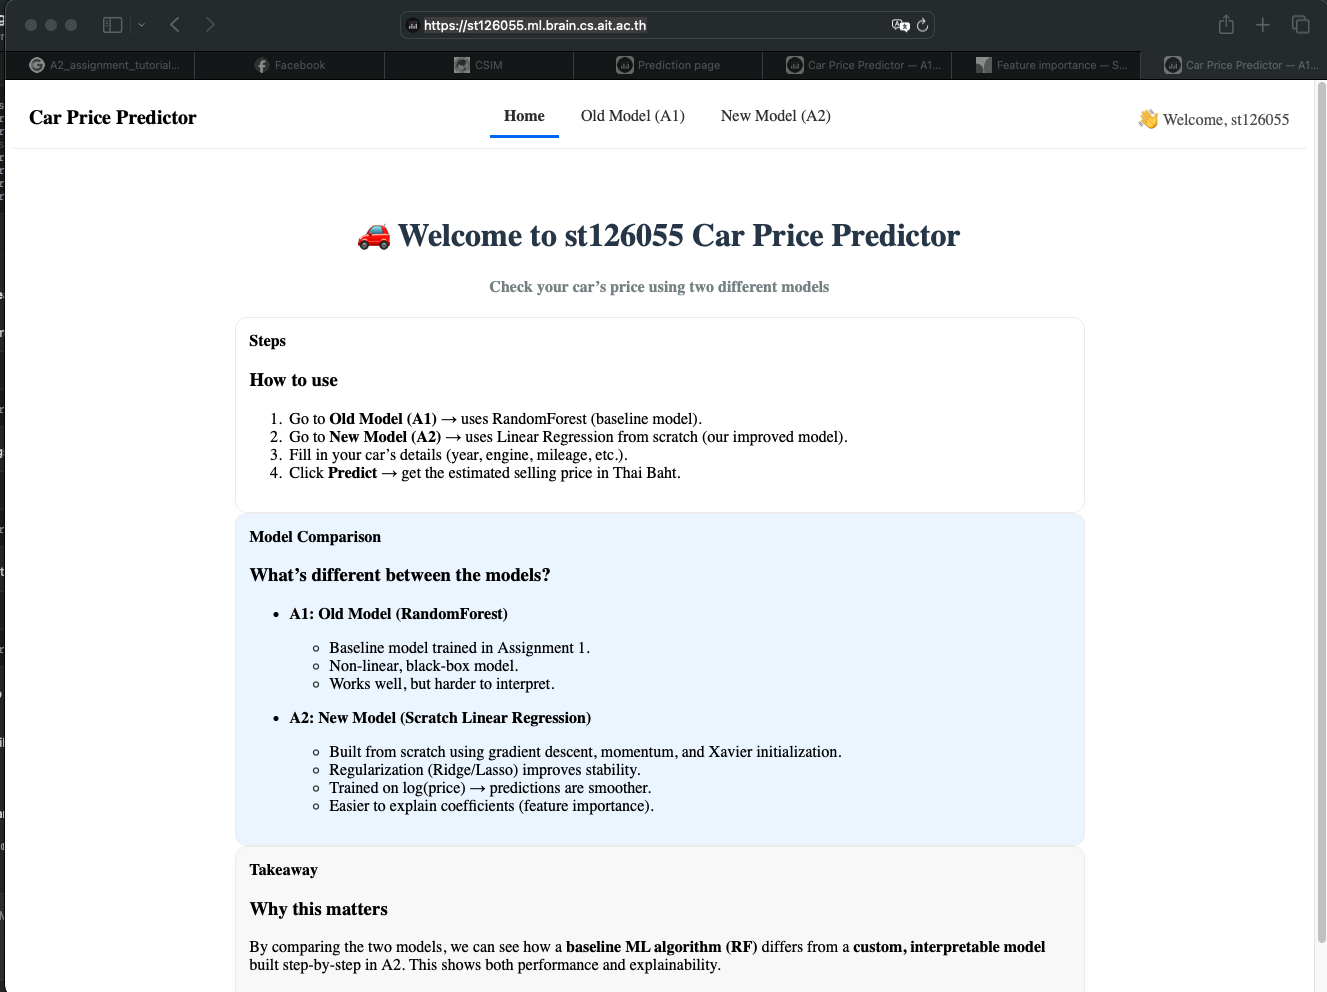 https://st126055.ml.brain.cs.ait.ac.th
A2_assignment_tutorial...
Facebook
CSIM
Prediction page
Car Price Predictor — A1...
Feature importance — S...
Car Price Predictor — A1...
Car Price Predictor
Home
Old Model (A1)
New Model (A2)
👋 Welcome, st126055
🚗 Welcome to st126055 Car Price Predictor
Check your car’s price using two different models
Steps
How to use
1. Go to Old Model (A1) → uses RandomForest (baseline model).
2. Go to New Model (A2) → uses Linear Regression from scratch (our improved model).
3. Fill in your car’s details (year, engine, mileage, etc.).
4. Click Predict → get the estimated selling price in Thai Baht.
Model Comparison
What’s different between the models?
• A1: Old Model (RandomForest)
◦ Baseline model trained in Assignment 1.
◦ Non-linear, black-box model.
◦ Works well, but harder to interpret.
• A2: New Model (Scratch Linear Regression)
◦ Built from scratch using gradient descent, momentum, and Xavier initialization.
◦ Regularization (Ridge/Lasso) improves stability.
◦ Trained on log(price) → predictions are smoother.
◦ Easier to explain coefficients (feature importance).
Takeaway
Why this matters
By comparing the two models, we can see how a baseline ML algorithm (RF) differs from a custom, interpretable model
built step-by-step in A2. This shows both performance and explainability.